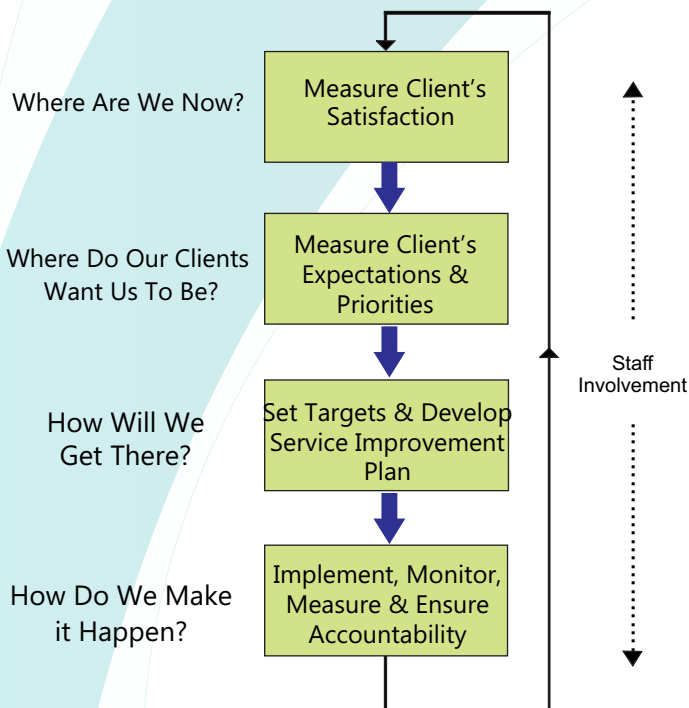 Where Are We Now?
Measure Client's
Satisfaction
Where Do Our Clients
Want Us To Be?
Measure Client's
Expectations &
Priorities
Staff
Involvement
How Will We
Get There?
Set Targets & Develop
Service Improvement
Plan
How Do We Make
it Happen?
Implement, Monitor,
Measure & Ensure
Accountability